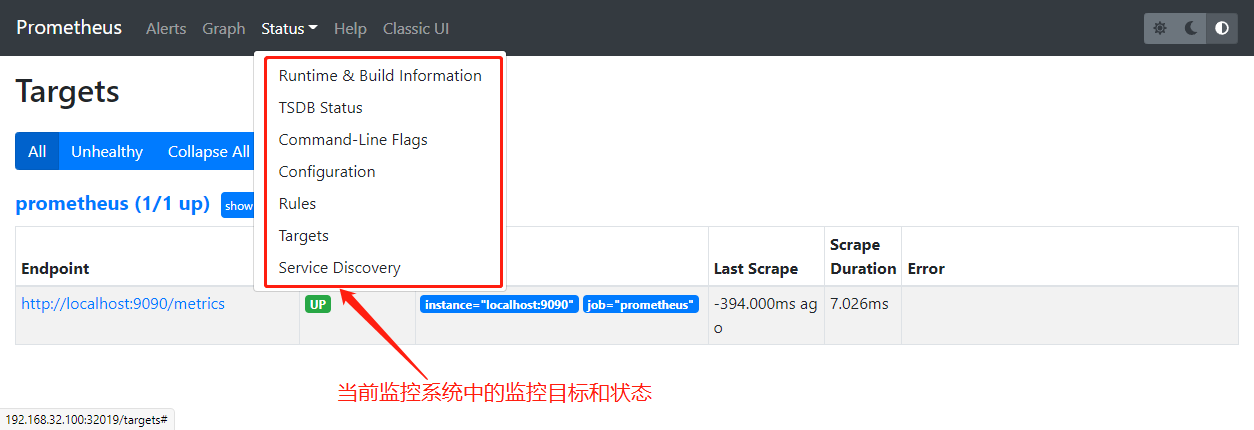 Prometheus Alerts Graph Status Help Classic UI
Targets
Runtime & Build Information
TSDB Status
Command-Line Flags
Configuration
Rules
Targets
Service Discovery
All Unhealthy Collapse All
prometheus (1/1 up) show
Endpoint Last Scrape Scrape Duration Error
http://localhost:9090/metrics UP instance="localhost:9090" job="prometheus" -394.000ms ag
o 7.026ms
当前监控系统中的监控目标和状态
192.168.32.100:32019/targets#